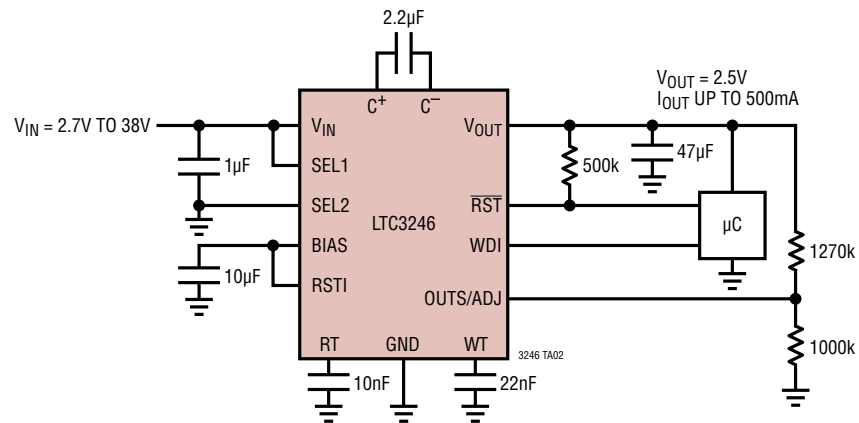 2.2µF
C+ C–
VOUT = 2.5V
IOUT UP TO 500mA
VIN = 2.7V TO 38V
VIN
VOUT
1µF
SEL1
500k
47µF
SEL2
RST
LTC3246
µC
BIAS
WDI
1270k
10µF
RSTI
OUTS/ADJ
RT GND WT
3246 TA02
1000k
10nF
22nF